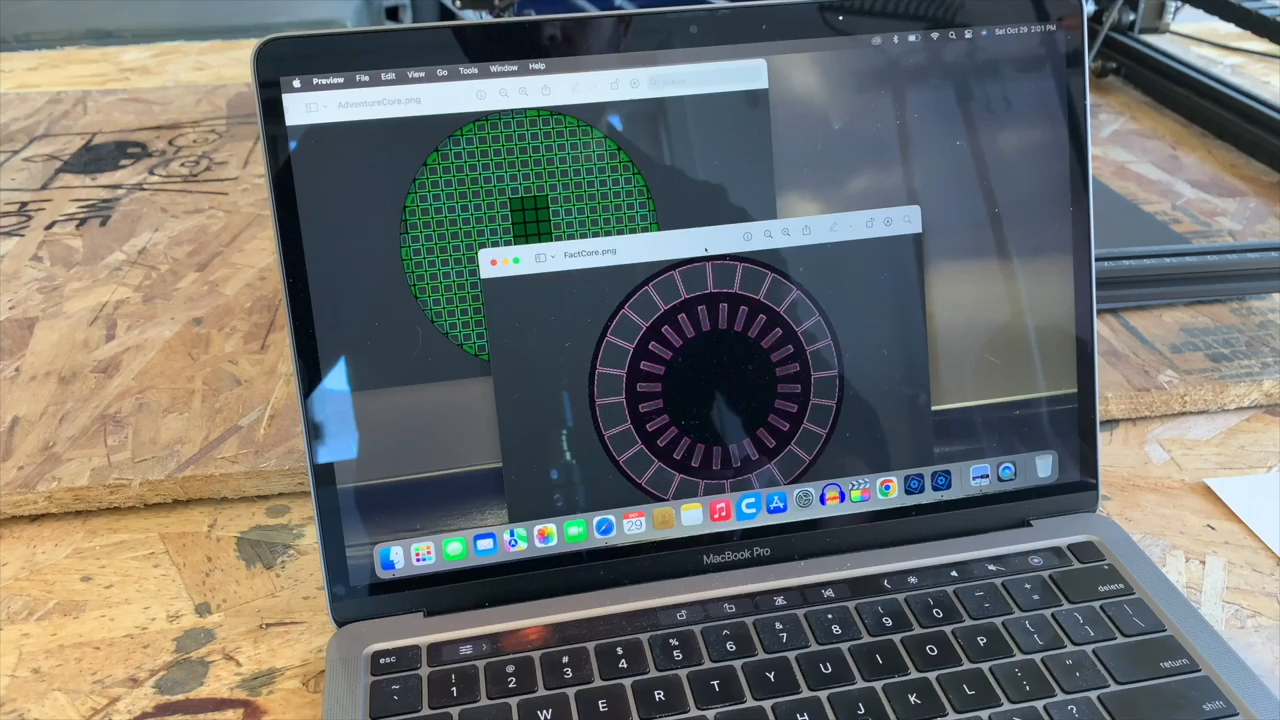 Preview File Edit View Go Tools Window Help
Sat Oct 29 2:01 PM
AdventureCore.png
FactCore.png
29
MacBook Pro
esc
delete
~
! 1
@ 2
# 3
$ 4
% 5
^ 6
& 7
* 8
( 9
) 0
_ -
+ =
W E R T Y U I O P { [ } ] | \
return
H J K L : ; " '
?
shift